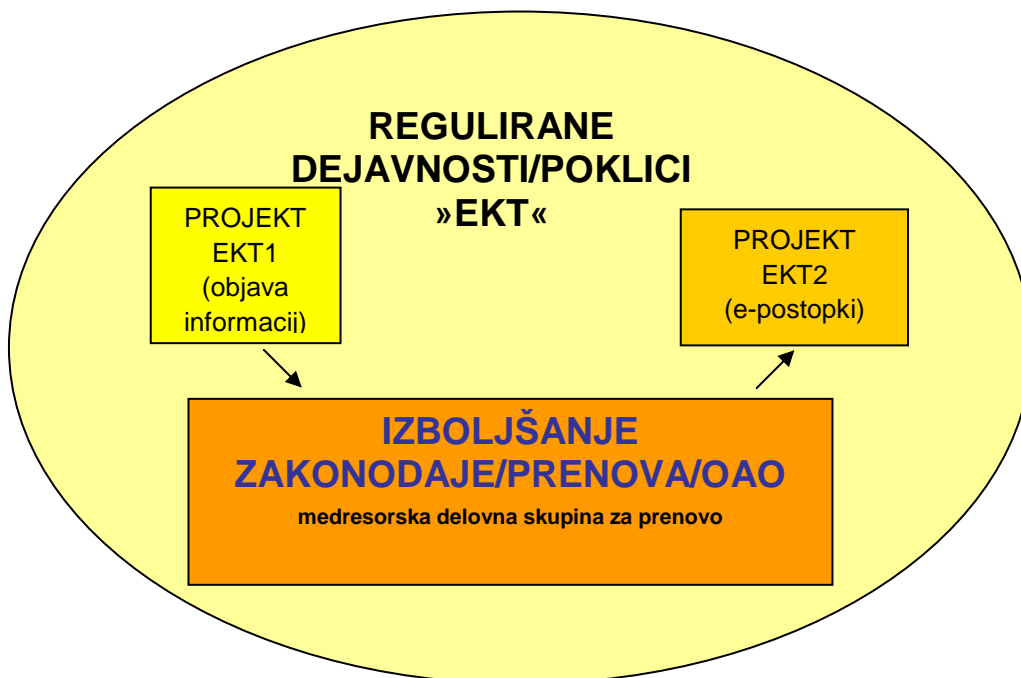 REGULIRANE
DEJAVNOSTI/POKLICI
»EKT«
PROJEKT
EKT1
(objava
informacij)
PROJEKT
EKT2
(e-postopki)
IZBOLJŠANJE
ZAKONODAJE/PRENOVA/OAO
medresorska delovna skupina za prenovo